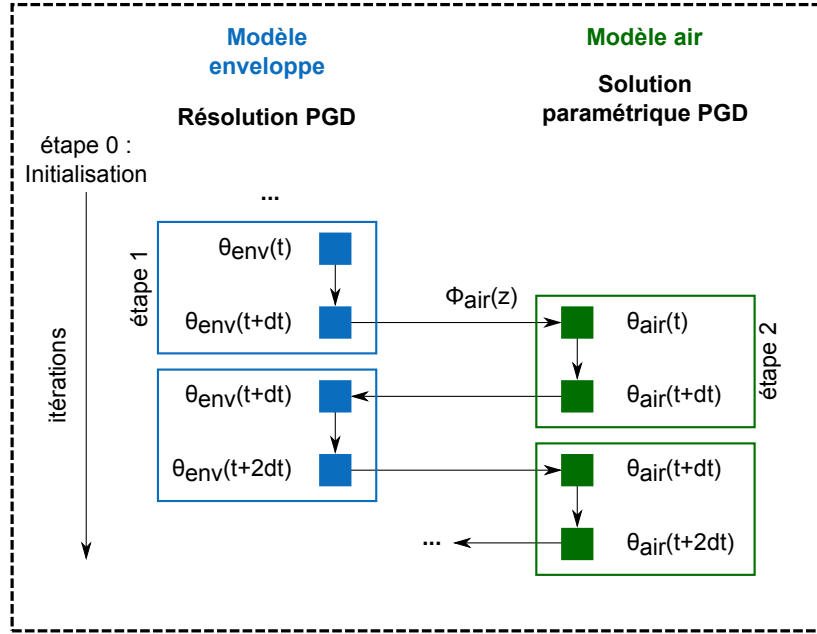 Modèle
enveloppe
Résolution PGD
Modèle air
Solution
paramétrique PGD
étape 0 :
Initialisation
itérations
...
étape 1
θenv(t)
θenv(t+dt)
Φair(z)
θair(t)
θair(t+dt)
étape 2
θenv(t+dt)
θenv(t+2dt)
θair(t+dt)
θair(t+2dt)
...